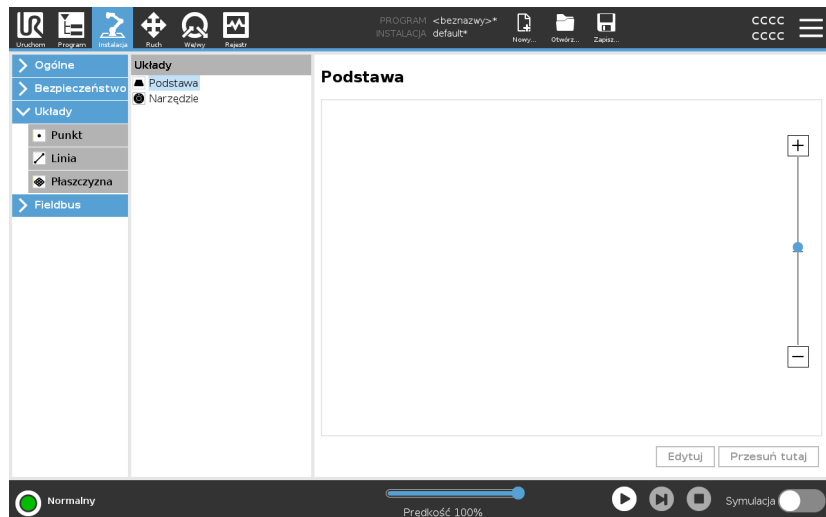 UR
Uruchom Program Instalacja Ruch We/wy Rejestr
PROGRAM <beznazwy>*
INSTALACJA default*
Nowy... Otwórz... Zapisz...
CCCC
CCCC
Ogólne
Bezpieczeństwo
Układy
Punkt
Linia
Płaszczyzna
Fieldbus
Układy
Podstawa
Narzędzie
Podstawa
Edytuj Przesuń tutaj
Normalny
Prędkość 100%
Symulacja